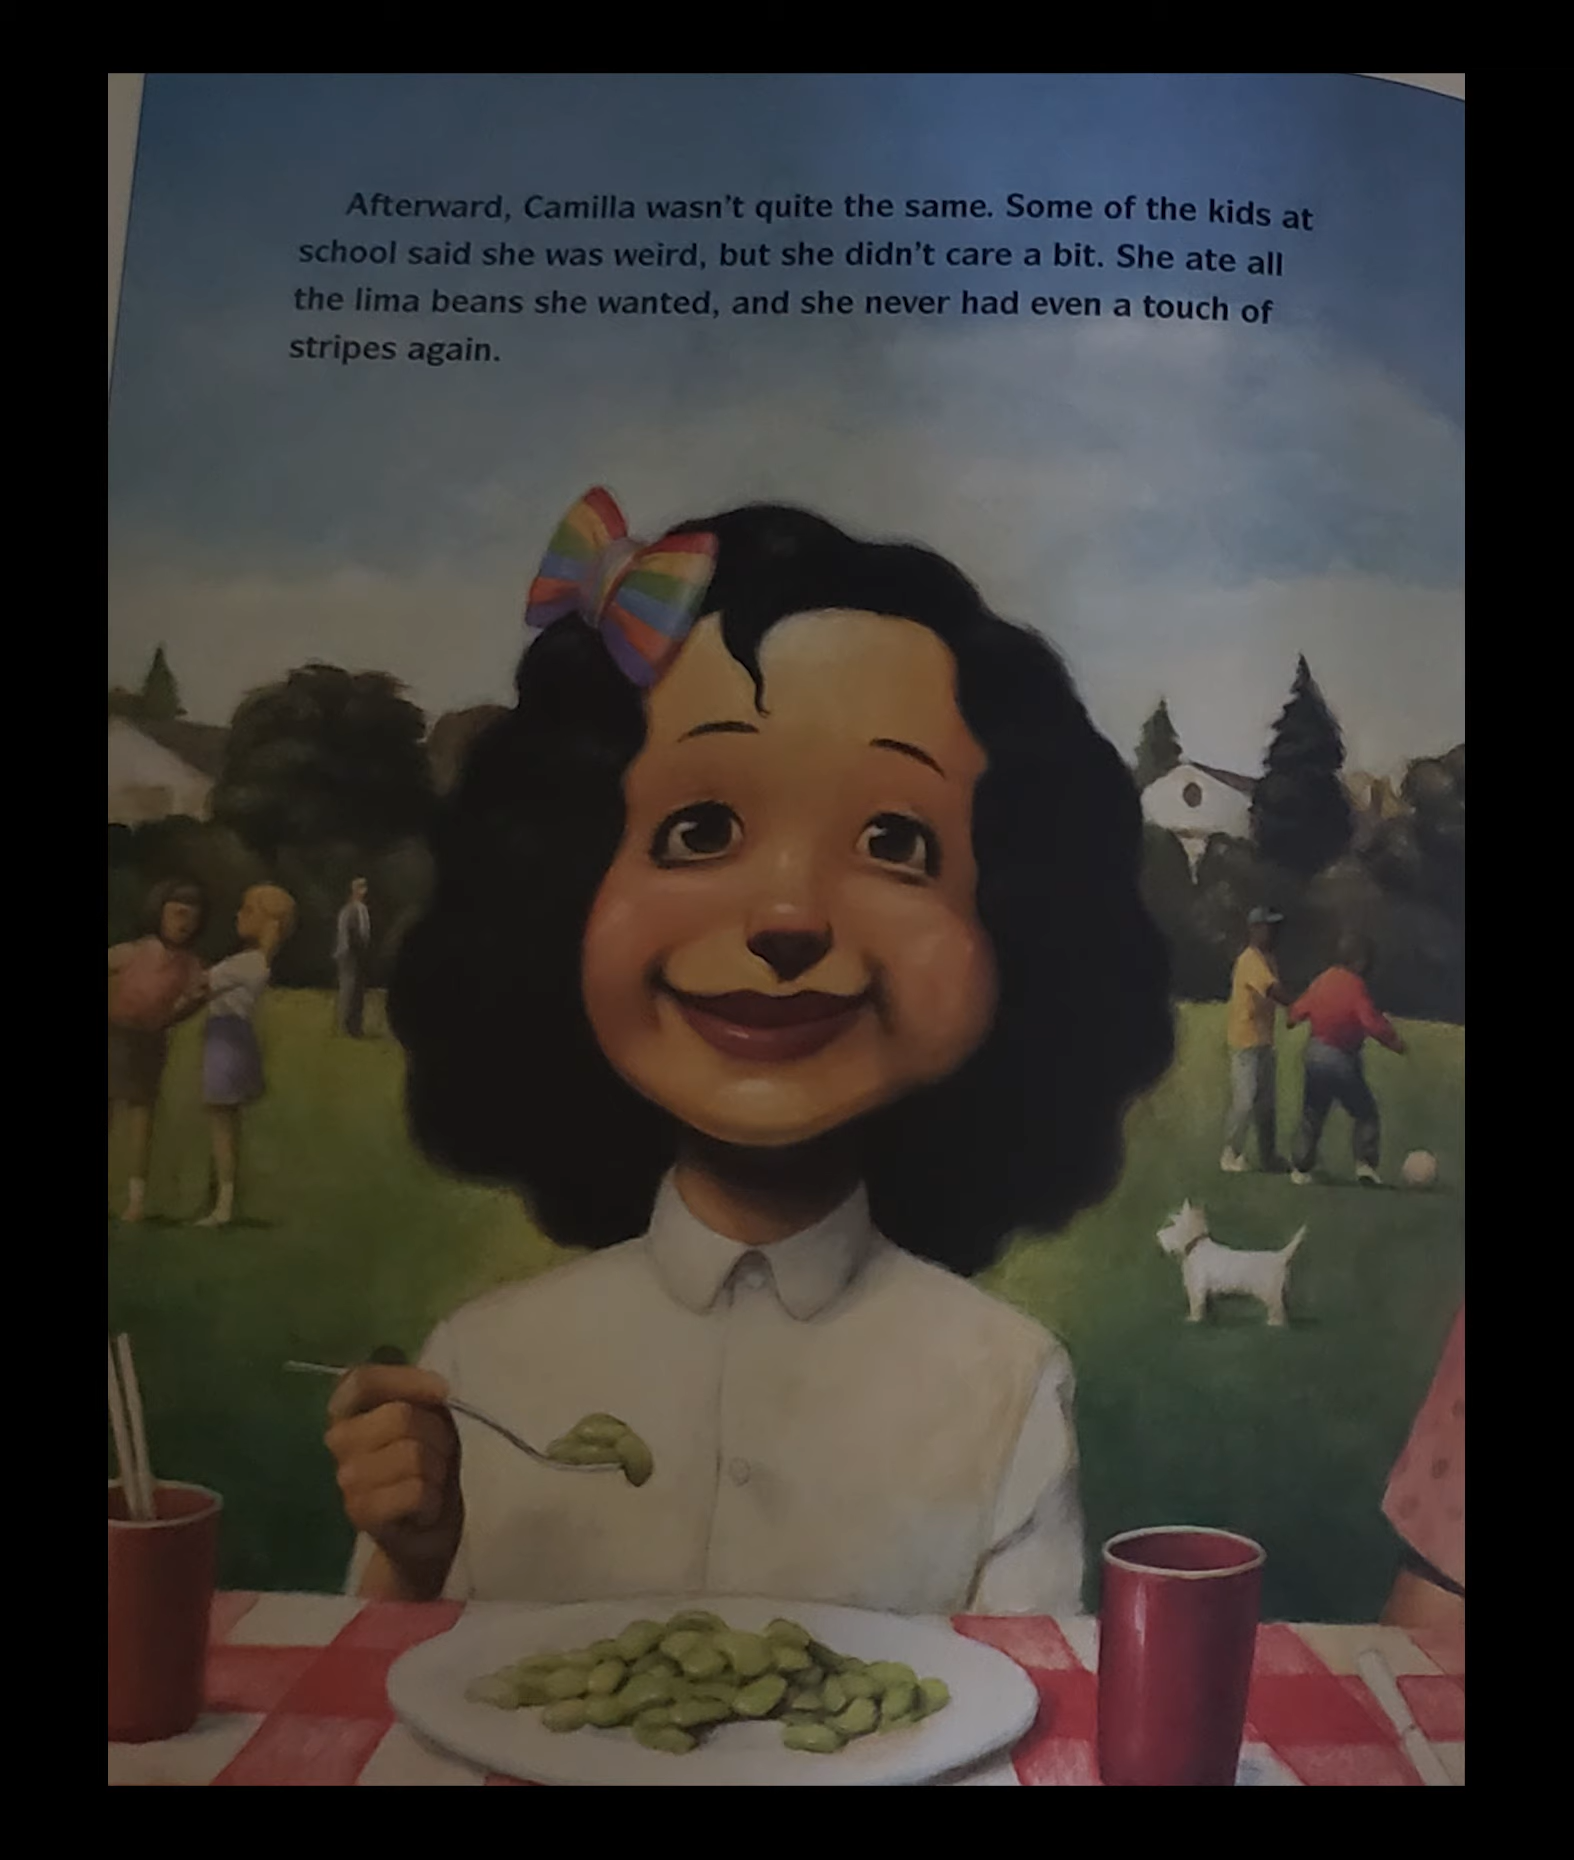 Afterward, Camilla wasn't quite the same. Some of the kids at
school said she was weird, but she didn't care a bit. She ate all
the lima beans she wanted, and she never had even a touch of
stripes again.